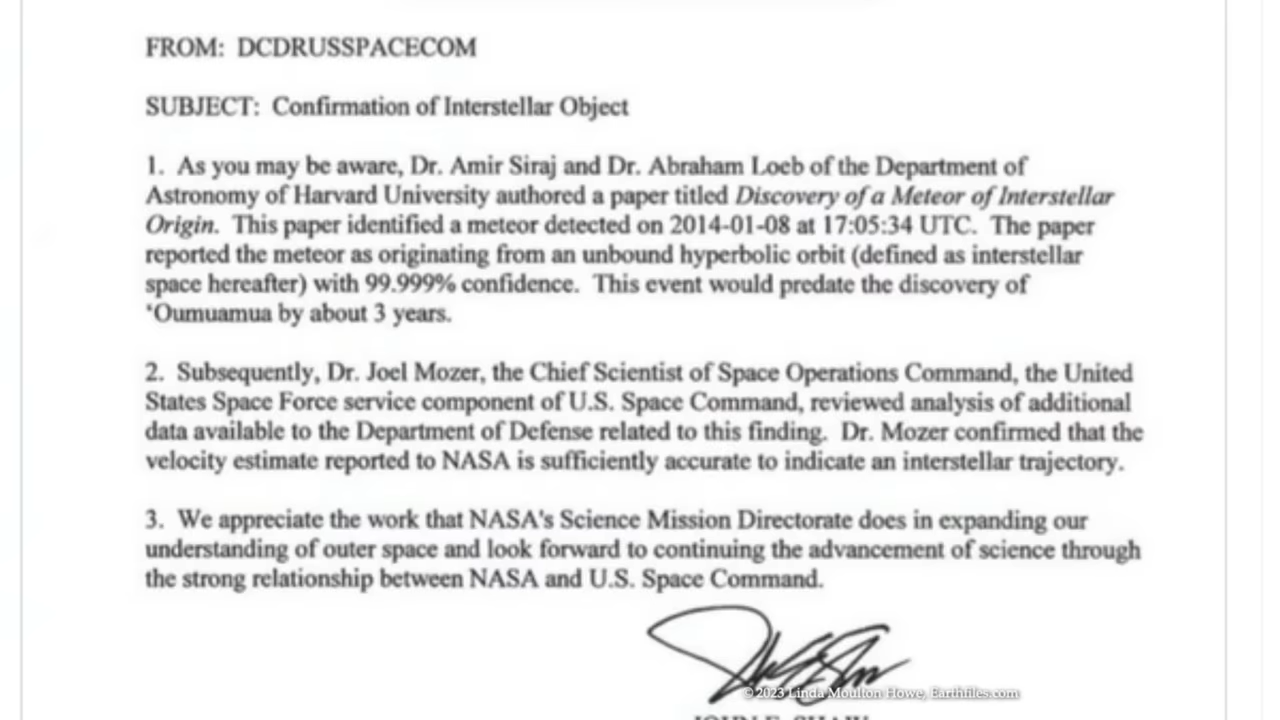 FROM: DCDRUSSPACECOM
SUBJECT: Confirmation of Interstellar Object
1. As you may be aware, Dr. Amir Siraj and Dr. Abraham Loeb of the Department of
Astronomy of Harvard University authored a paper titled Discovery of a Meteor of Interstellar
Origin. This paper identified a meteor detected on 2014-01-08 at 17:05:34 UTC. The paper
reported the meteor as originating from an unbound hyperbolic orbit (defined as interstellar
space hereafter) with 99.999% confidence. This event would predate the discovery of
‘Oumuamua by about 3 years.
2. Subsequently, Dr. Joel Mozer, the Chief Scientist of Space Operations Command, the United
States Space Force service component of U.S. Space Command, reviewed analysis of additional
data available to the Department of Defense related to this finding. Dr. Mozer confirmed that the
velocity estimate reported to NASA is sufficiently accurate to indicate an interstellar trajectory.
3. We appreciate the work that NASA's Science Mission Directorate does in expanding our
understanding of outer space and look forward to continuing the advancement of science through
the strong relationship between NASA and U.S. Space Command.
©2023 Linda Moulton Howe, Earthfiles.com